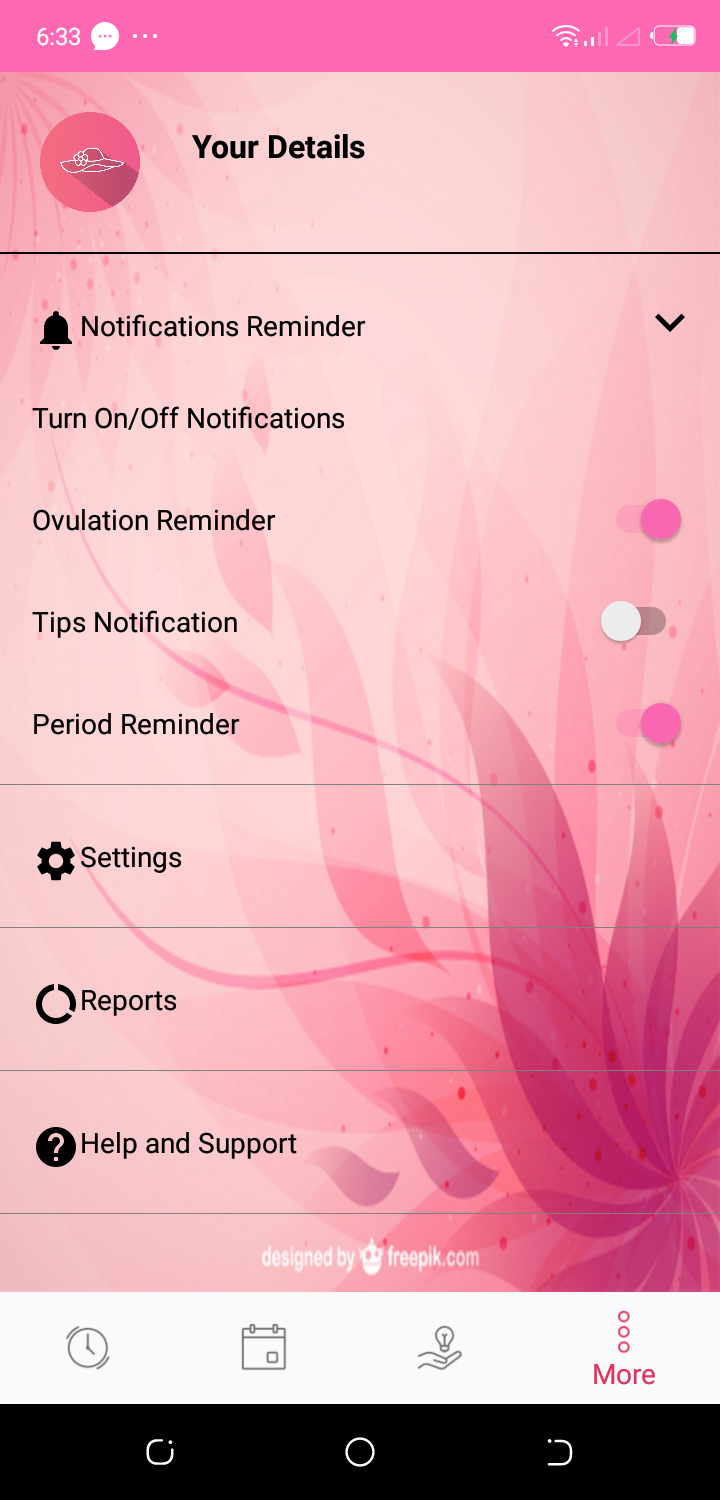 6:33
Your Details
Notifications Reminder
Turn On/Off Notifications
Ovulation Reminder
Tips Notification
Period Reminder
Settings
Reports
Help and Support
designed by freepik.com
More